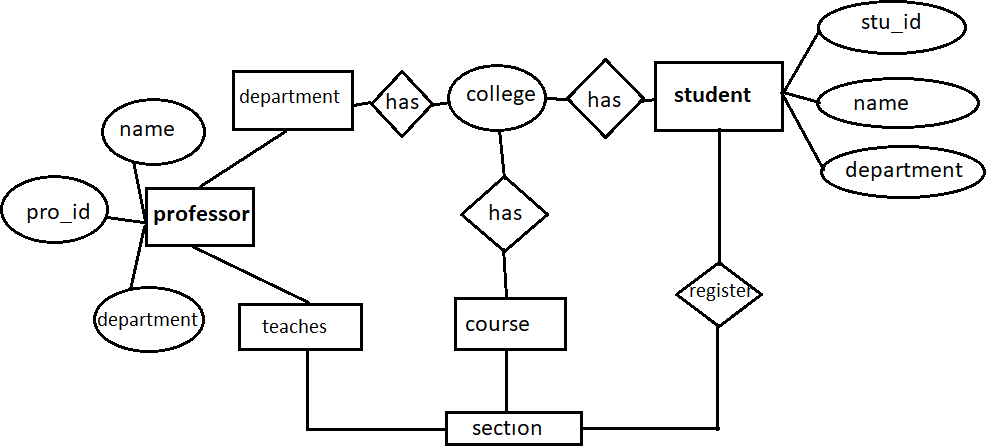 stu_id
department
has
college
has
student
name
name
department
pro_id
professor
has
register
department
teaches
course
section